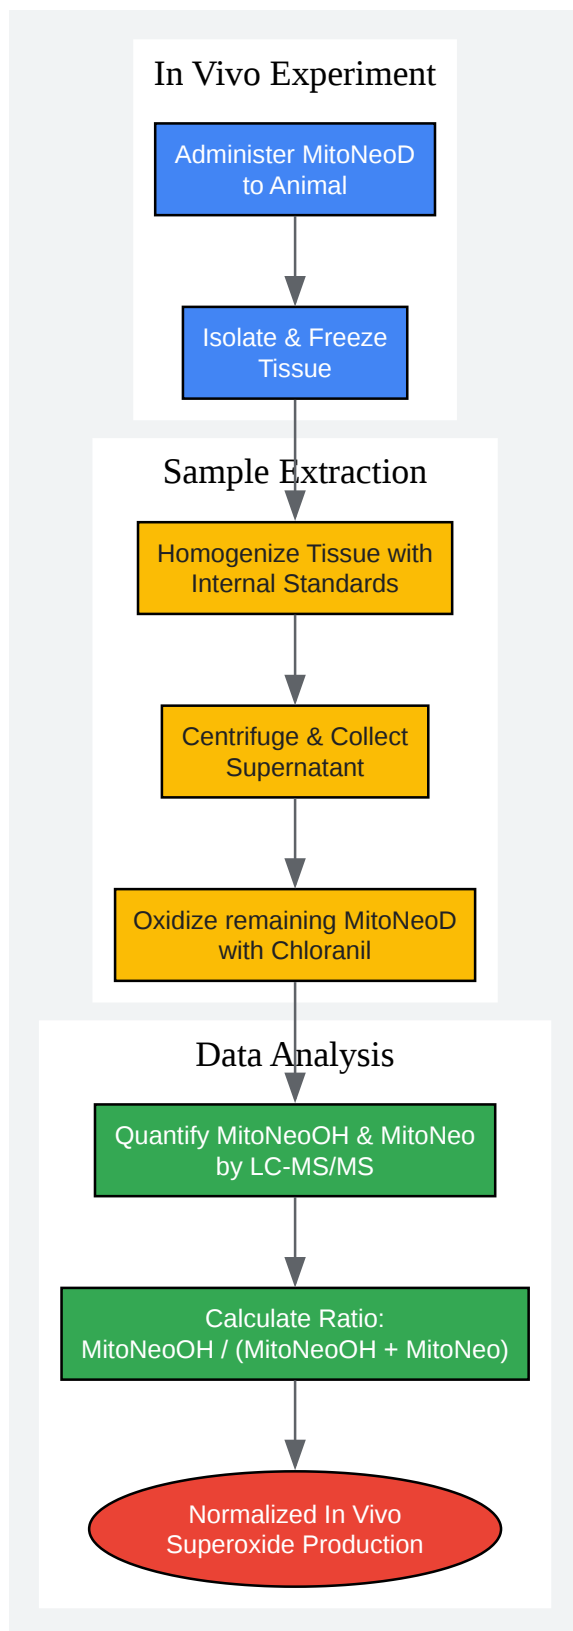 In Vivo Experiment
Administer MitoNeoD
to Animal
Isolate & Freeze
Tissue
Sample Extraction
Homogenize Tissue with
Internal Standards
Centrifuge & Collect
Supernatant
Oxidize remaining MitoNeoD
with Chloranil
Data Analysis
Quantify MitoNeoOH & MitoNeo
by LC-MS/MS
Calculate Ratio:
MitoNeoOH / (MitoNeoOH + MitoNeo)
Normalized In Vivo
Superoxide Production